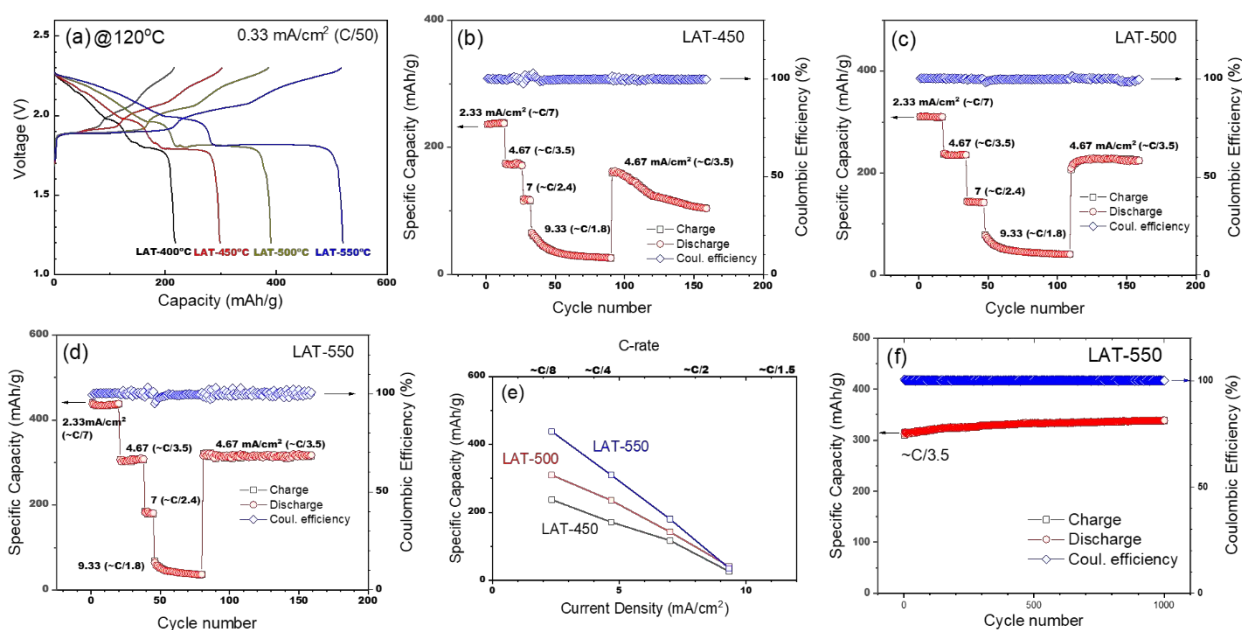 (a) @120ºC 0.33 mA/cm² (C/50)
2.5
2.0
1.5
1.0
Voltage (V)
LAT-400ºC LAT-450ºC LAT-500ºC LAT-550ºC
0 200 400 600
Capacity (mAh/g)
(b) LAT-450
400
200
0
Specific Capacity (mAh/g)
2.33 mA/cm² (~C/7)
4.67 (~C/3.5)
7 (~C/2.4)
9.33 (~C/1.8)
4.67 mA/cm² (~C/3.5)
Charge
Discharge
Coul. efficiency
100
50
0
Coulombic Efficiency (%)
0 50 100 150 200
Cycle number
(c) LAT-500
400
200
0
Specific Capacity (mAh/g)
2.33 mA/cm² (~C/7)
4.67 (~C/3.5)
7 (~C/2.4)
9.33 (~C/1.8)
4.67 mA/cm² (~C/3.5)
Charge
Discharge
Coul. efficiency
100
50
0
Coulombic Efficiency (%)
0 50 100 150 200
Cycle number
(d) LAT-550
600
400
200
0
Specific Capacity (mAh/g)
2.33mA/cm²
(~C/7)
4.67 (~C/3.5)
7 (~C/2.4)
9.33 (~C/1.8)
4.67 mA/cm² (~C/3.5)
Charge
Discharge
Coul. efficiency
100
50
0
Coulombic Efficiency (%)
0 50 100 150 200
Cycle number
C-rate
~C/8 ~C/4 ~C/2 ~C/1.5
(e)
600
400
200
0
Specific Capacity (mAh/g)
LAT-550
LAT-500
LAT-450
0 5 10
Current Density (mA/cm²)
(f) LAT-550
500
400
300
200
100
0
Specific Capacity (mAh/g)
~C/3.5
Charge
Discharge
Coul. efficiency
100
50
0
Coulombic Efficiency (%)
0 500 1000
Cycle number